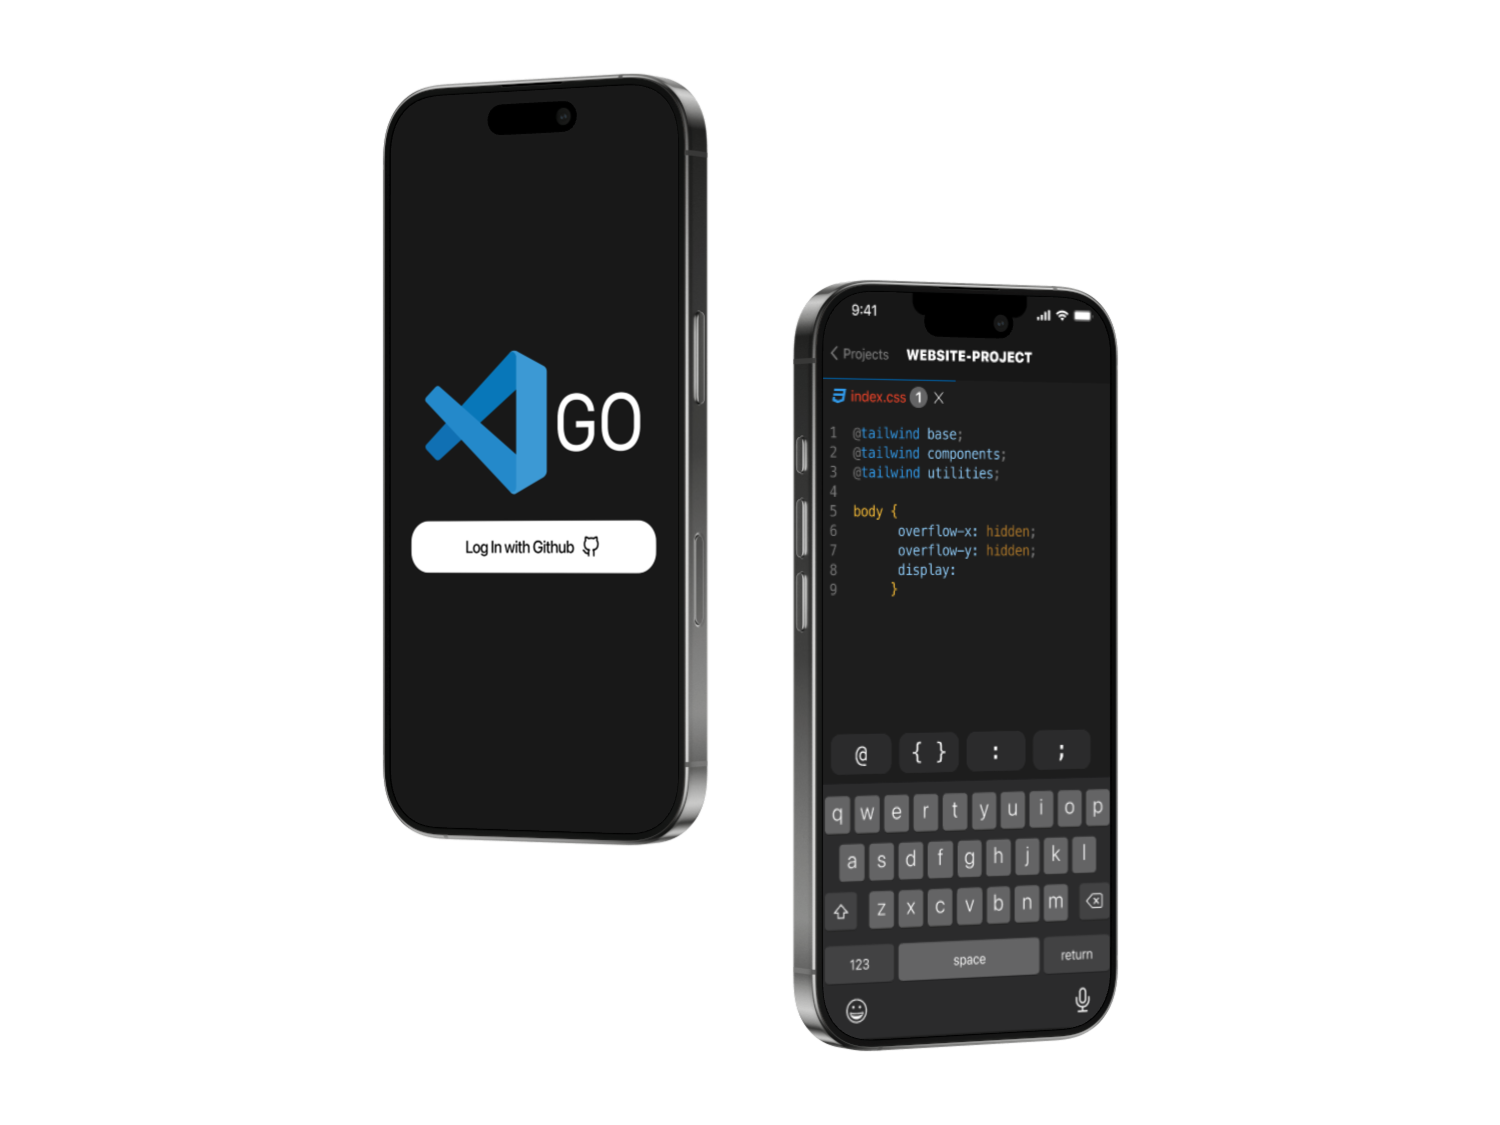 GO
Log In with Github
9:41
Projects WEBSITE-PROJECT
index.css 1 X
1 @tailwind base;
2 @tailwind components;
3 @tailwind utilities;
4
5 body {
6 overflow-x: hidden;
7 overflow-y: hidden;
8 display:
9 }
@ { } : ;
q w e r t y u i o p
a s d f g h j k l
z x c v b n m
123 space return